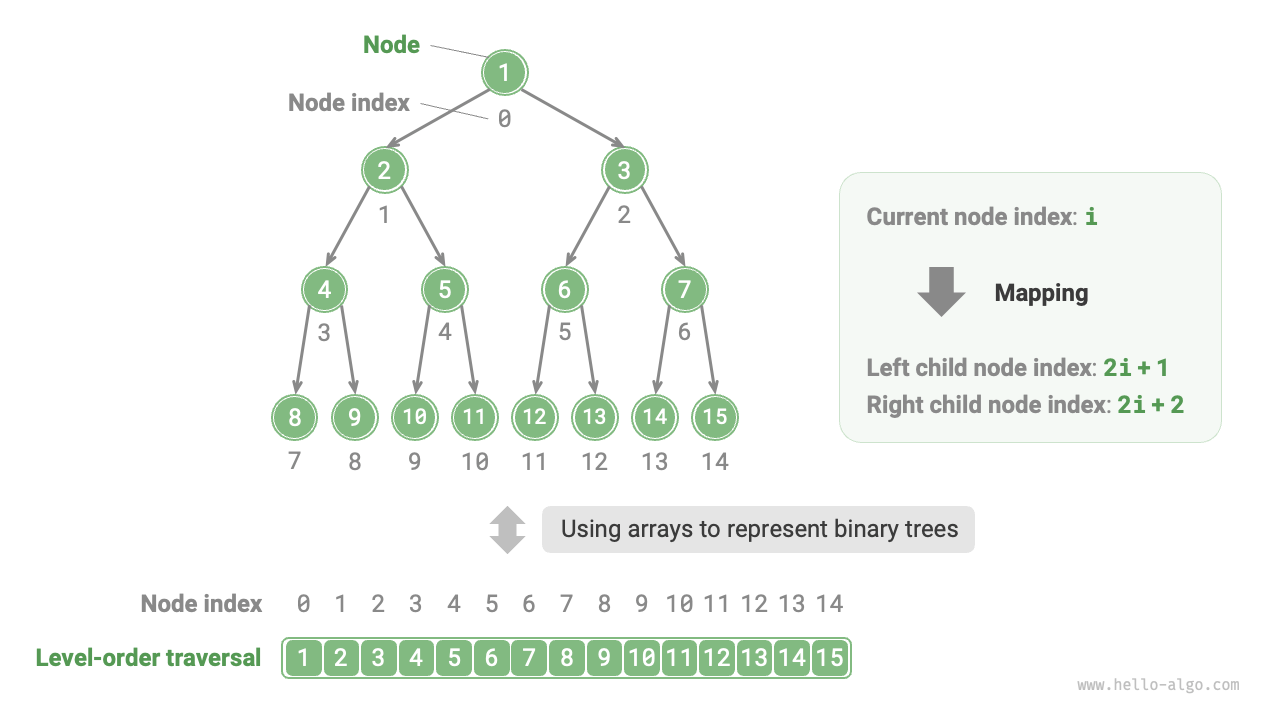 Node
1
Node index
0
2
3
1
2
4
5
6
7
3
4
5
6
8 9 10 11 12 13 14 15
7 8 9 10 11 12 13 14
Current node index: i
Mapping
Left child node index: 2i + 1
Right child node index: 2i + 2
Using arrays to represent binary trees
Node index 0 1 2 3 4 5 6 7 8 9 10 11 12 13 14
Level-order traversal 1 2 3 4 5 6 7 8 9 10 11 12 13 14 15
www.hello-algo.com